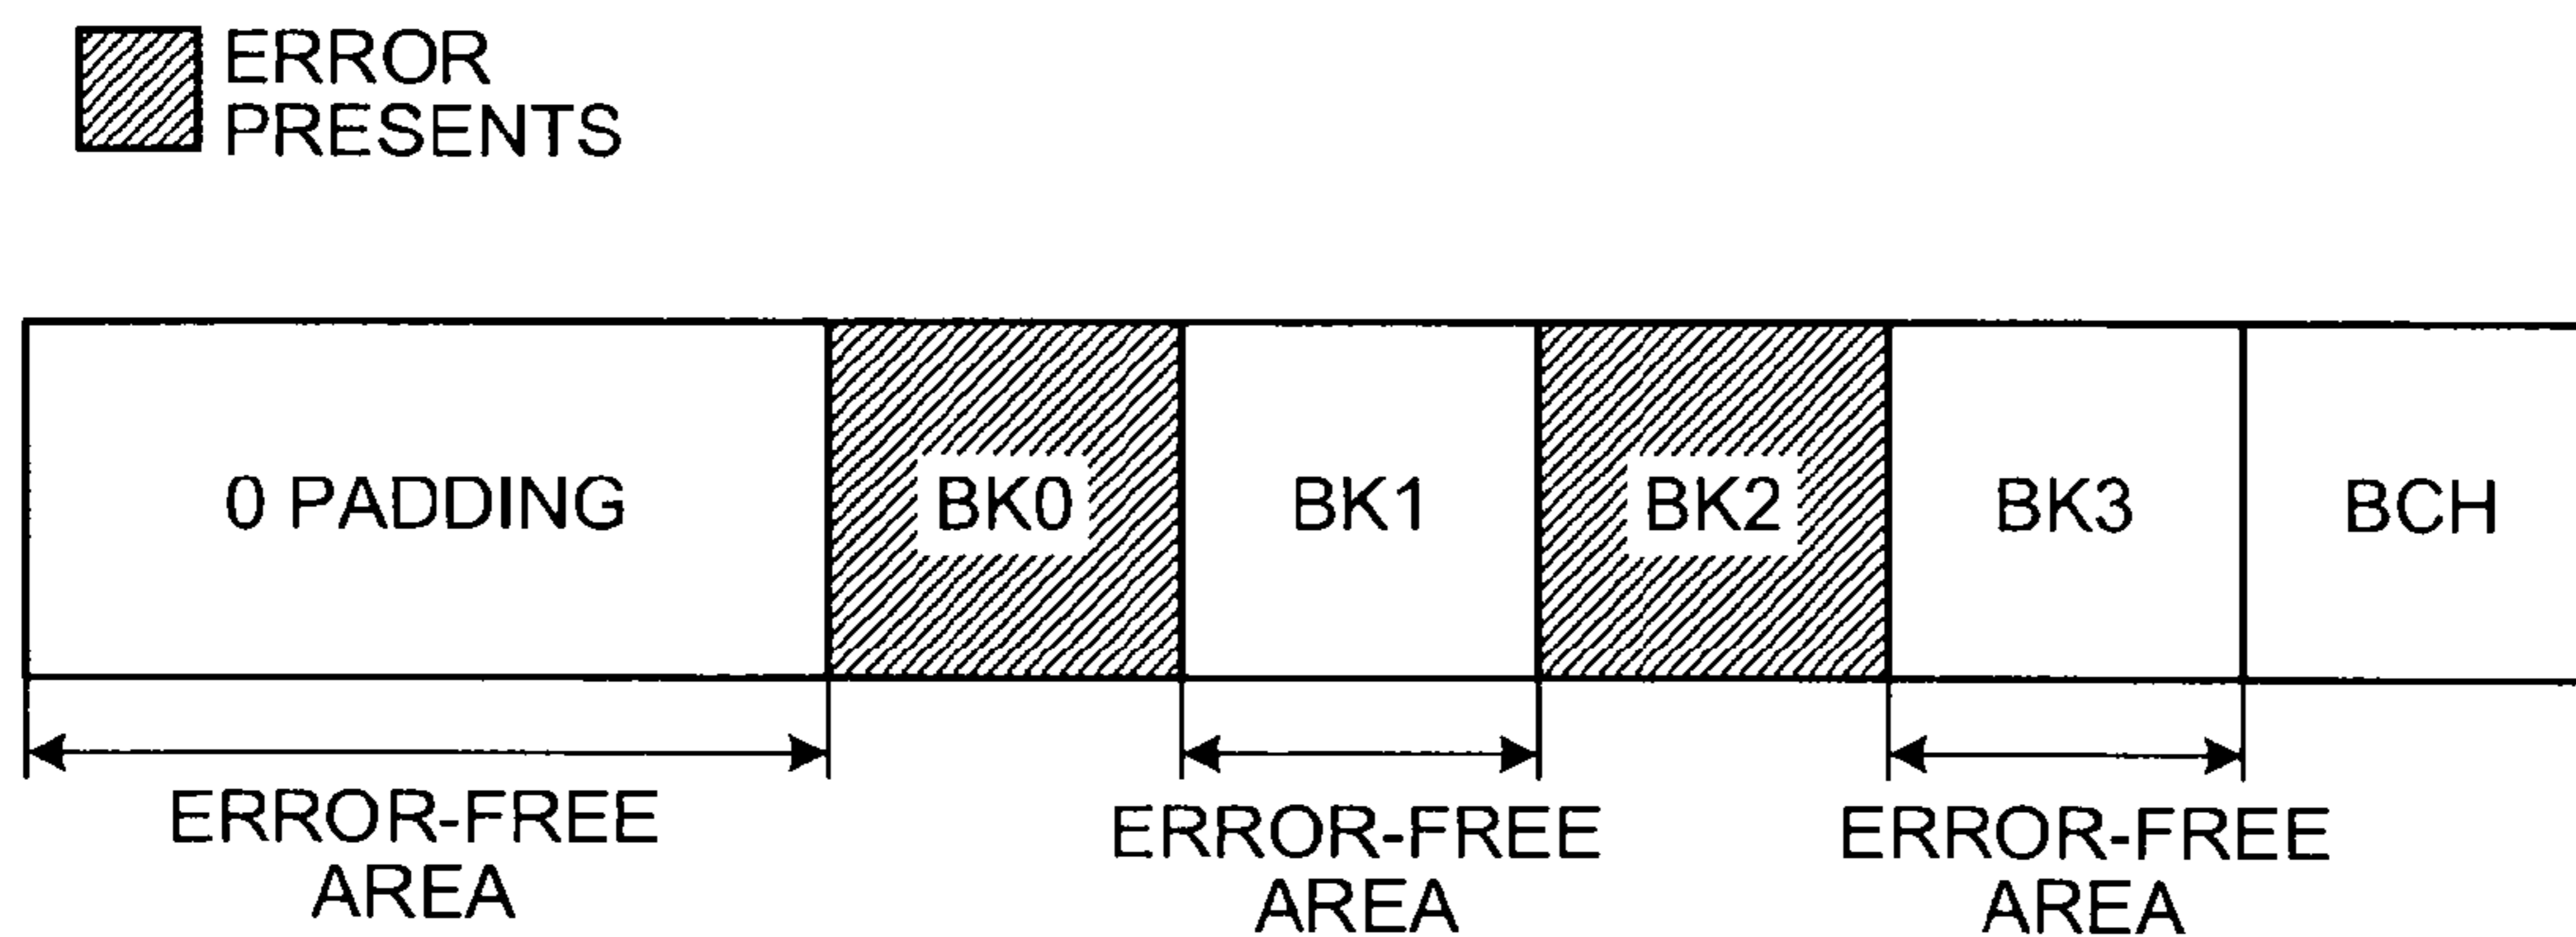 ERROR
PRESENTS
0 PADDING
BK0
BK1
BK2
BK3
BCH
ERROR-FREE
AREA
ERROR-FREE
AREA
ERROR-FREE
AREA